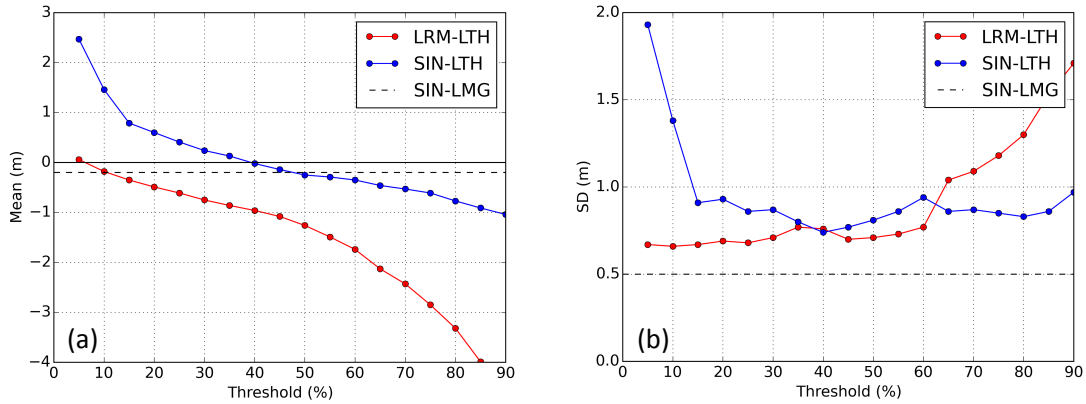 3
2
1
0
−1
−2
−3
−4
Mean (m)
0 10 20 30 40 50 60 70 80 90
Threshold (%)
LRM-LTH
SIN-LTH
SIN-LMG
(a)
2.0
1.5
1.0
0.5
0.0
SD (m)
0 10 20 30 40 50 60 70 80 90
Threshold (%)
LRM-LTH
SIN-LTH
SIN-LMG
(b)